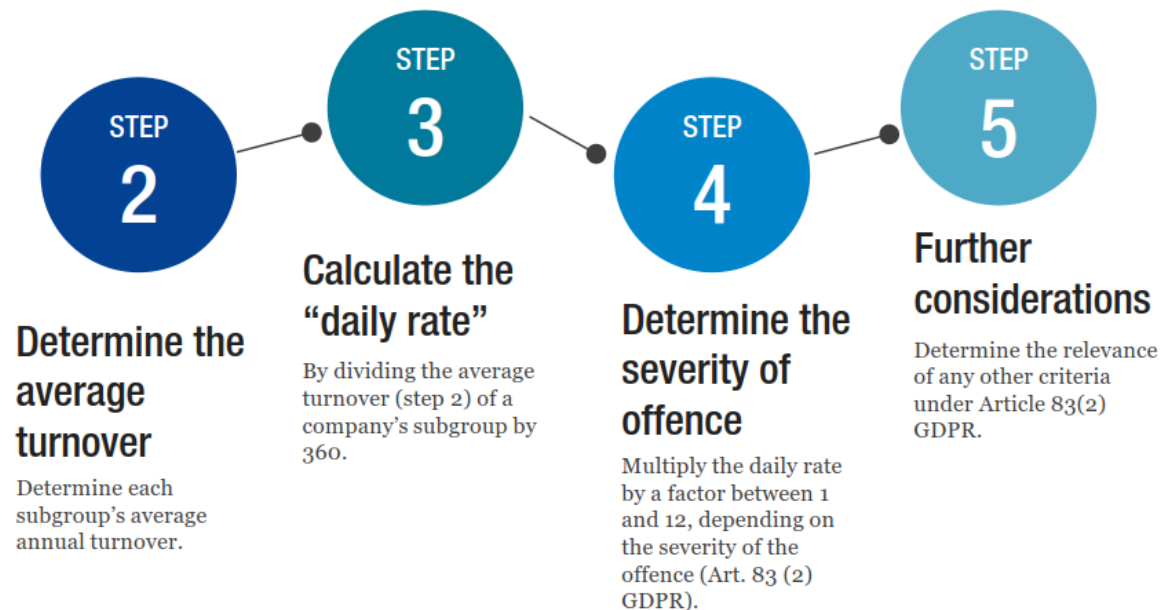 STEP
2
Determine the
average
turnover
Determine each
subgroup’s average
annual turnover.
STEP
3
Calculate the
“daily rate”
By dividing the average
turnover (step 2) of a
company’s subgroup by
360.
STEP
4
Determine the
severity of
offence
Multiply the daily rate
by a factor between 1
and 12, depending on
the severity of the
offence (Art. 83 (2)
GDPR).
STEP
5
Further
considerations
Determine the relevance
of any other criteria
under Article 83(2)
GDPR.